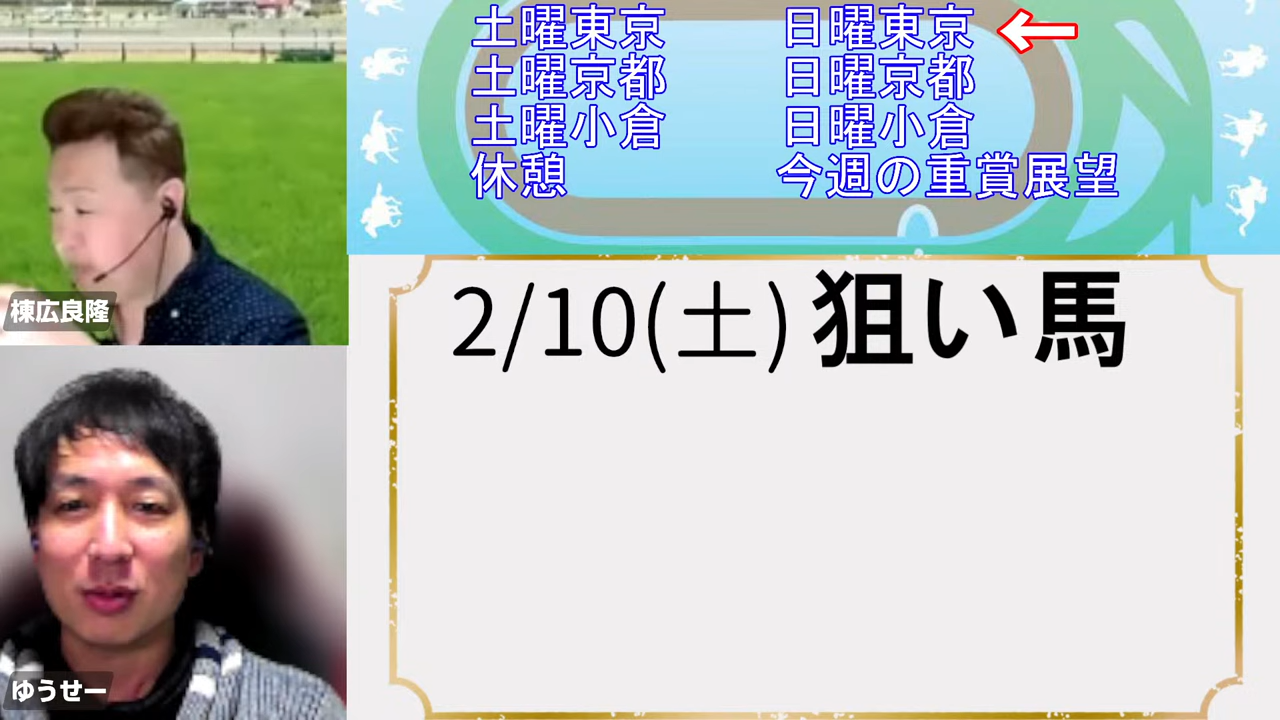 土曜東京 日曜東京
土曜京都 日曜京都
土曜小倉 日曜小倉
休憩 今週の重賞展望
2/10(土)狙い馬
棟広良隆
ゆうせー